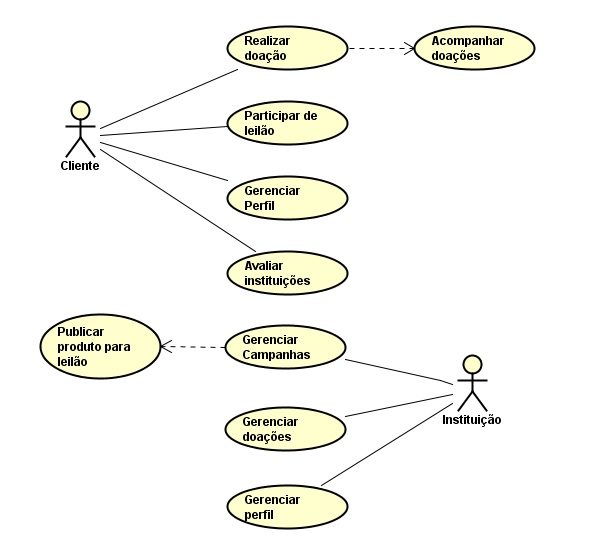 Realizar
doação
Acompanhar
doações
Participar de
leilão
Cliente
Gerenciar
Perfil
Avaliar
instituições
Publicar
produto para
leilão
Gerenciar
Campanhas
Instituição
Gerenciar
doações
Gerenciar
perfil